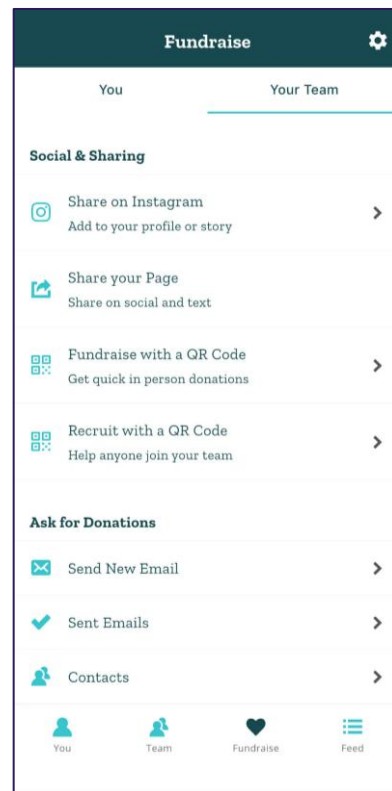 Fundraise
You
Your Team
Social & Sharing
Share on Instagram
Add to your profile or story
Share your Page
Share on social and text
Fundraise with a QR Code
Get quick in person donations
Recruit with a QR Code
Help anyone join your team
Ask for Donations
Send New Email
Sent Emails
Contacts
You
Team
Fundraise
Feed